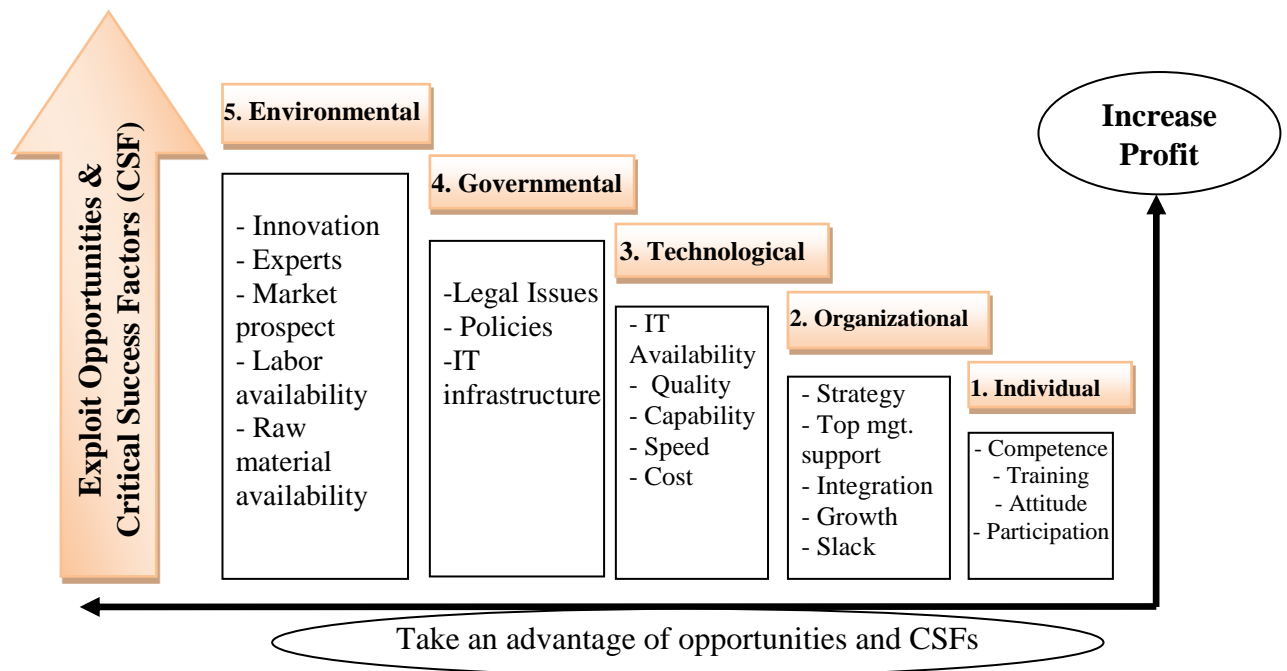 Exploit Opportunities &
Critical Success Factors (CSF)
5. Environmental
- Innovation
- Experts
- Market
prospect
- Labor
availability
- Raw
material
availability
4. Governmental
-Legal Issues
- Policies
-IT
infrastructure
3. Technological
- IT
Availability
- Quality
- Capability
- Speed
- Cost
2. Organizational
- Strategy
- Top mgt.
support
- Integration
- Growth
- Slack
1. Individual
- Competence
- Training
- Attitude
- Participation
Increase
Profit
Take an advantage of opportunities and CSFs